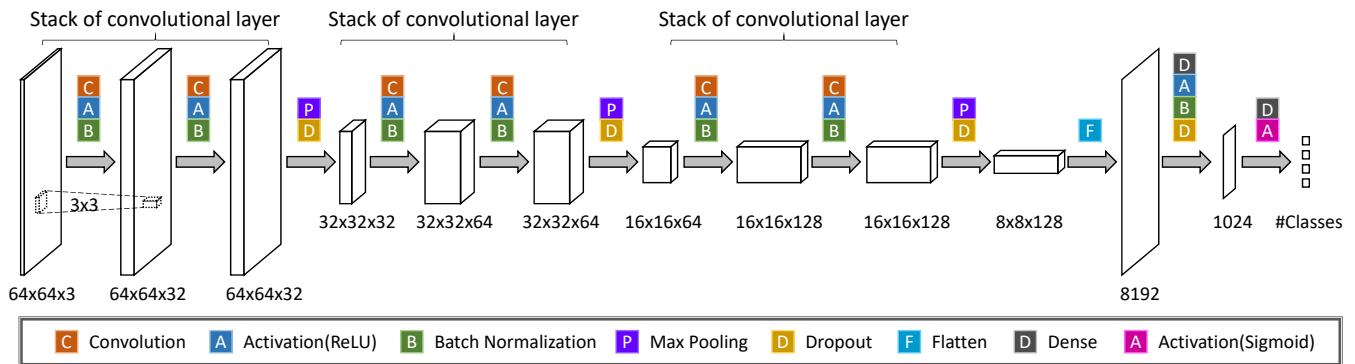 Stack of convolutional layer Stack of convolutional layer Stack of convolutional layer
C C P C C P C C P F D D
A A D A A D A A D A A
B B B B B B B
D
3x3
32x32x32 32x32x64 32x32x64 16x16x64 16x16x128 16x16x128 8x8x128 1024 #Classes
64x64x3 64x64x32 64x64x32 8192
C Convolution A Activation(ReLU) B Batch Normalization P Max Pooling D Dropout F Flatten D Dense A Activation(Sigmoid)